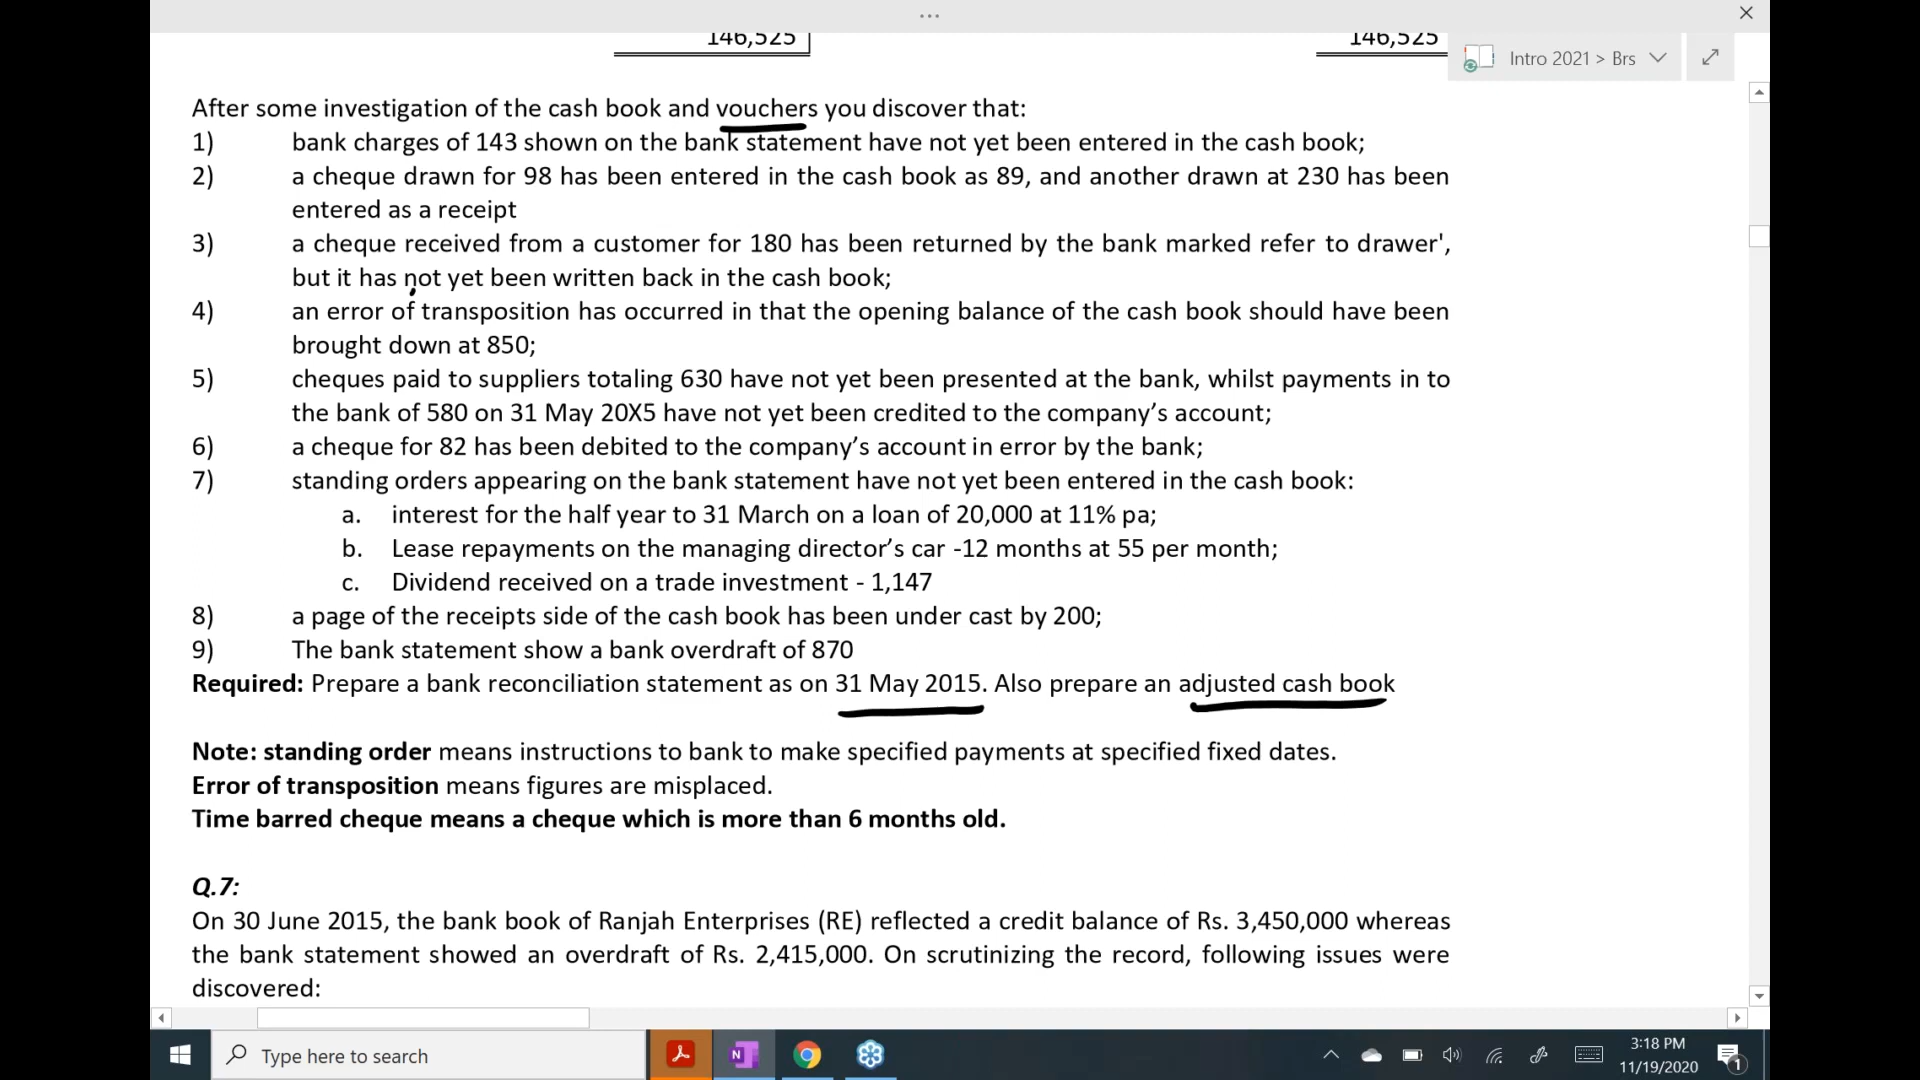 146,525 146,525
Intro 2021 > Brs
After some investigation of the cash book and vouchers you discover that:
1) bank charges of 143 shown on the bank statement have not yet been entered in the cash book;
2) a cheque drawn for 98 has been entered in the cash book as 89, and another drawn at 230 has been
entered as a receipt
3) a cheque received from a customer for 180 has been returned by the bank marked refer to drawer',
but it has not yet been written back in the cash book;
4) an error of transposition has occurred in that the opening balance of the cash book should have been
brought down at 850;
5) cheques paid to suppliers totaling 630 have not yet been presented at the bank, whilst payments in to
the bank of 580 on 31 May 20X5 have not yet been credited to the company’s account;
6) a cheque for 82 has been debited to the company’s account in error by the bank;
7) standing orders appearing on the bank statement have not yet been entered in the cash book:
a. interest for the half year to 31 March on a loan of 20,000 at 11% pa;
b. Lease repayments on the managing director’s car -12 months at 55 per month;
c. Dividend received on a trade investment - 1,147
8) a page of the receipts side of the cash book has been under cast by 200;
9) The bank statement show a bank overdraft of 870
Required: Prepare a bank reconciliation statement as on 31 May 2015. Also prepare an adjusted cash book
Note: standing order means instructions to bank to make specified payments at specified fixed dates.
Error of transposition means figures are misplaced.
Time barred cheque means a cheque which is more than 6 months old.
Q.7:
On 30 June 2015, the bank book of Ranjah Enterprises (RE) reflected a credit balance of Rs. 3,450,000 whereas
the bank statement showed an overdraft of Rs. 2,415,000. On scrutinizing the record, following issues were
discovered:
Type here to search
3:18 PM
11/19/2020
1